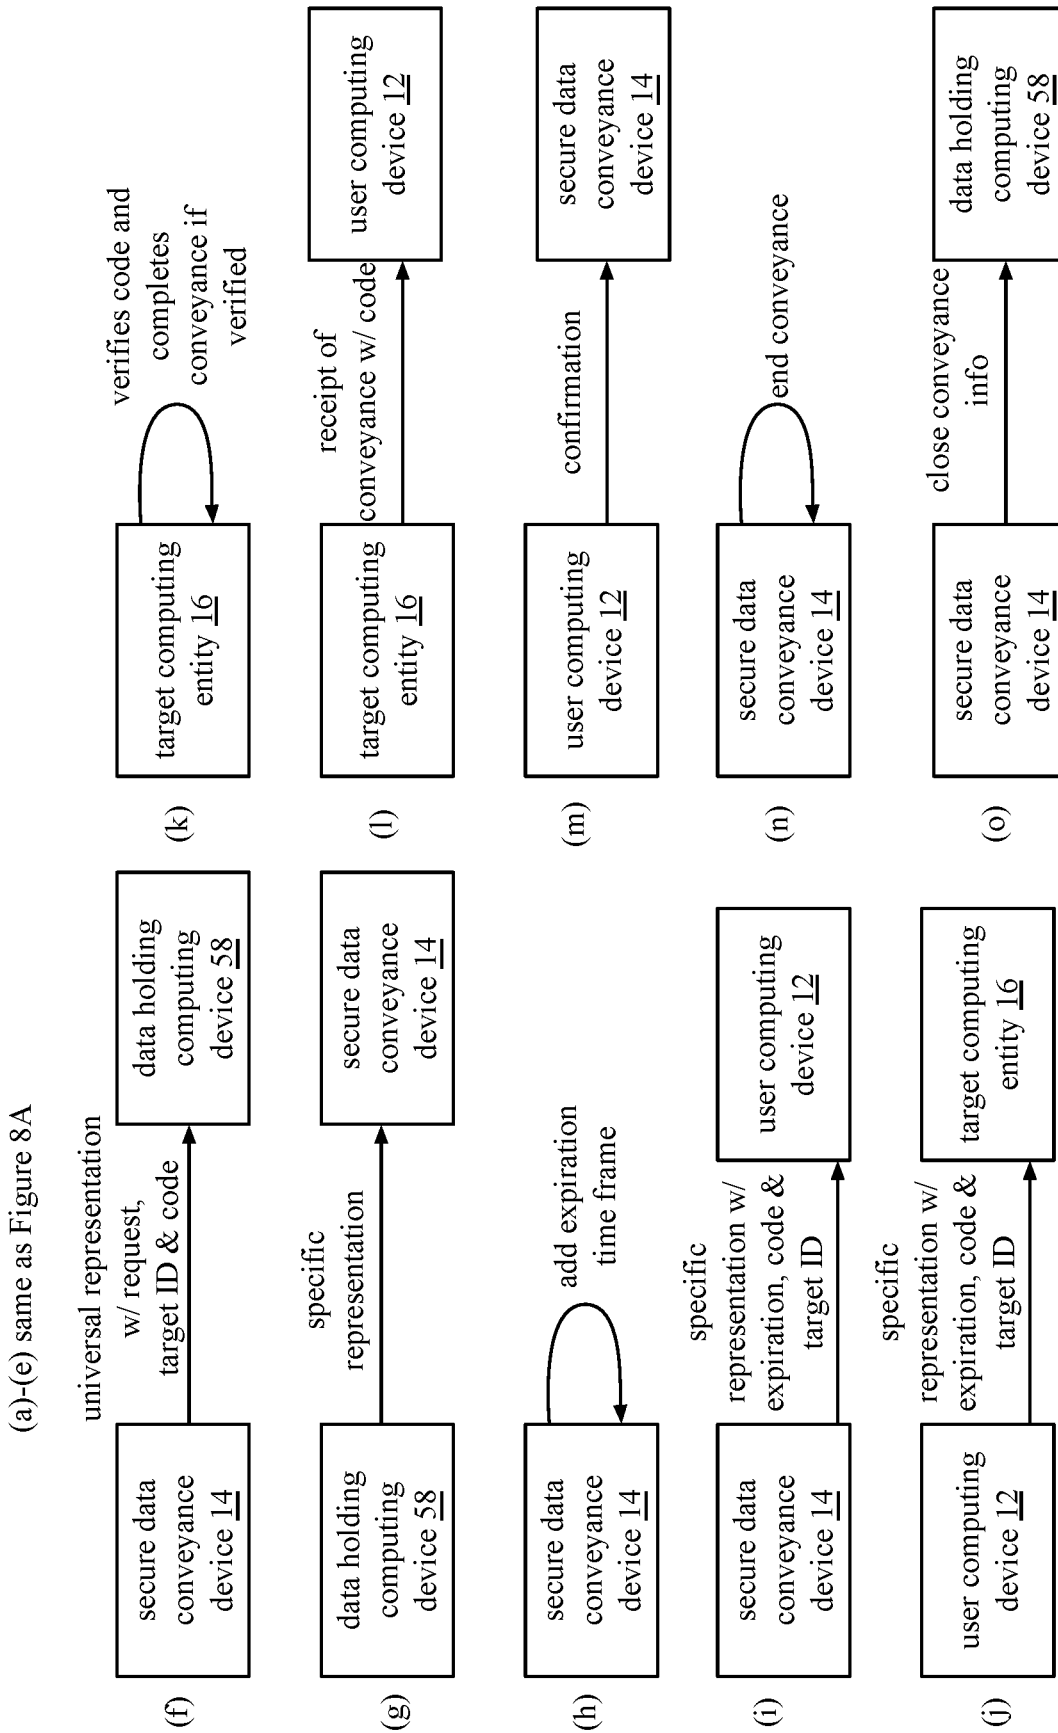 (a)-(e) same as Figure 8A
(f)
secure data
conveyance
device 14
universal representation
w/ request,
target ID & code
data holding
computing
device 58
(g)
data holding
computing
device 58
specific
representation
secure data
conveyance
device 14
(h)
secure data
conveyance
device 14
add expiration
time frame
(i)
secure data
conveyance
device 14
specific
representation w/
expiration, code &
target ID
user computing
device 12
(j)
user computing
device 12
specific
representation w/
expiration, code &
target ID
target computing
entity 16
(k)
target computing
entity 16
verifies code and
completes
conveyance if
verified
(l)
target computing
entity 16
receipt of
conveyance w/ code
user computing
device 12
(m)
user computing
device 12
confirmation
secure data
conveyance
device 14
(n)
secure data
conveyance
device 14
end conveyance
(o)
secure data
conveyance
device 14
close conveyance
info
data holding
computing
device 58